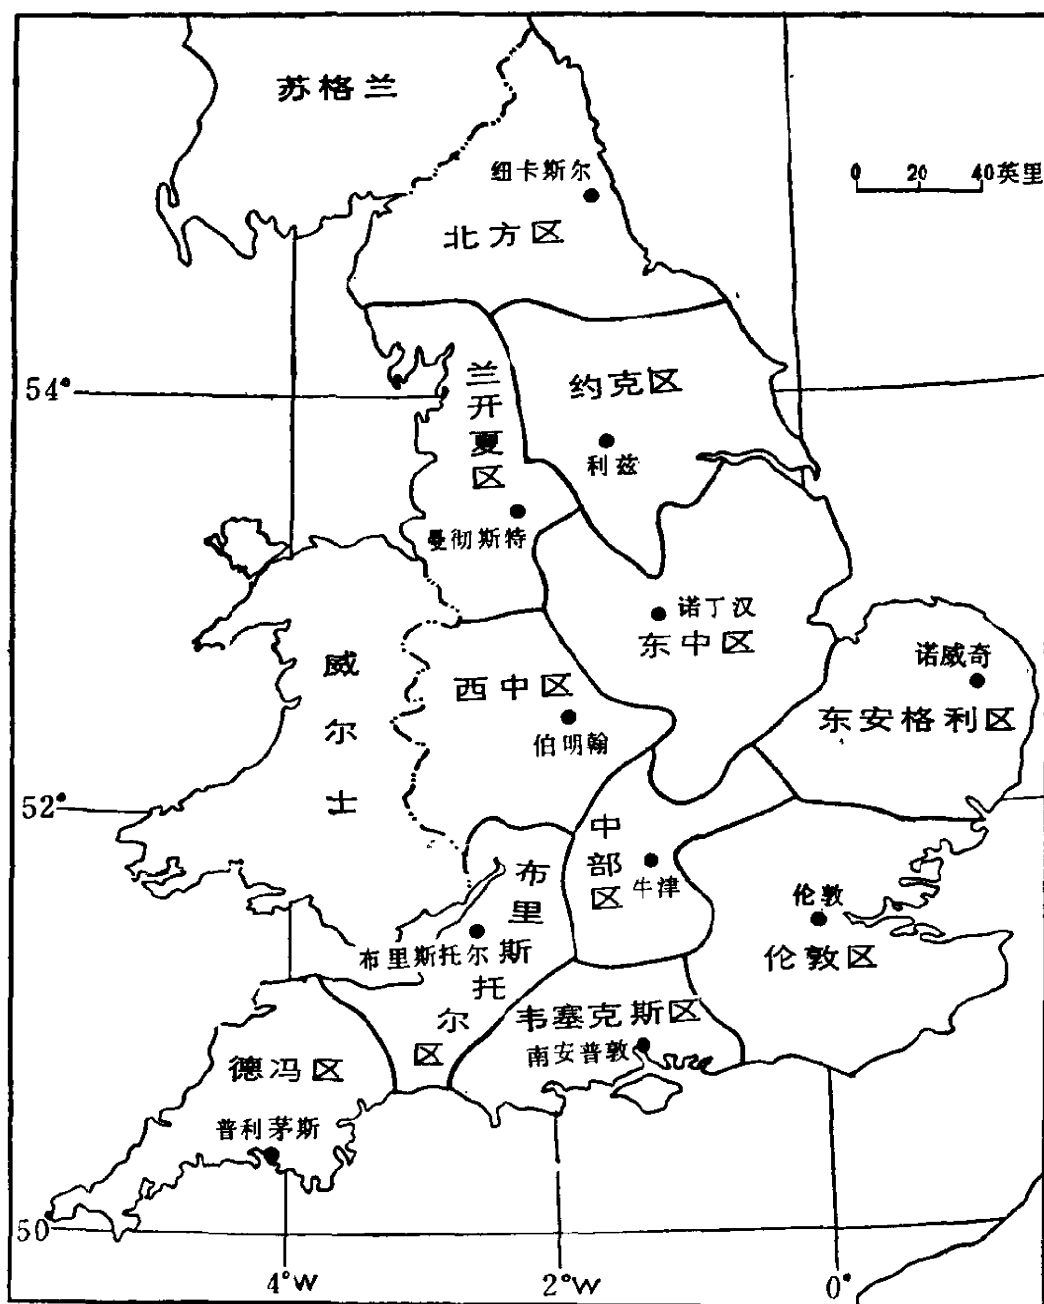 苏格兰
纽卡斯尔
0 20 40英里
北方区
54°
兰开夏区
约克区
利兹
曼彻斯特
诺丁汉
东中区
诺威奇
东安格利区
威尔士
西中区
伯明翰
52°
中部区
牛津
布里斯托尔区
布里斯托尔
伦敦
伦敦区
韦塞克斯区
南安普敦
德冯区
普利茅斯
50
4°W
2°W
0°